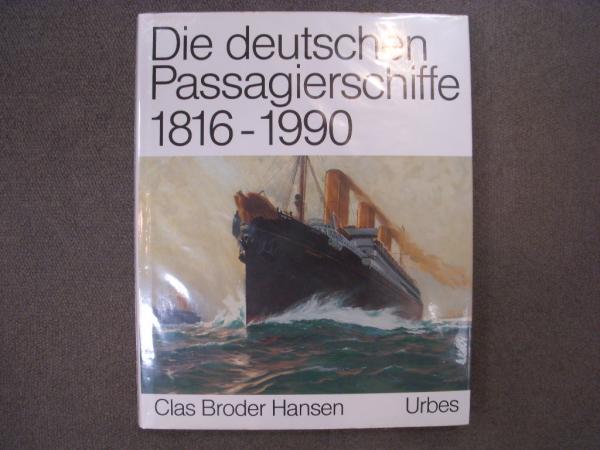 Die deutschen
Passagierschiffe
1816-1990
Clas Broder Hansen Urbes